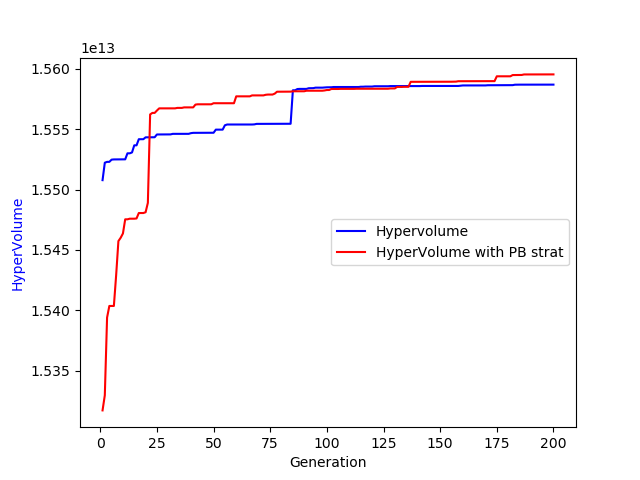 1e13
1.560
1.555
1.550
1.545
1.540
1.535
HyperVolume
Hypervolume
HyperVolume with PB strat
0 25 50 75 100 125 150 175 200
Generation